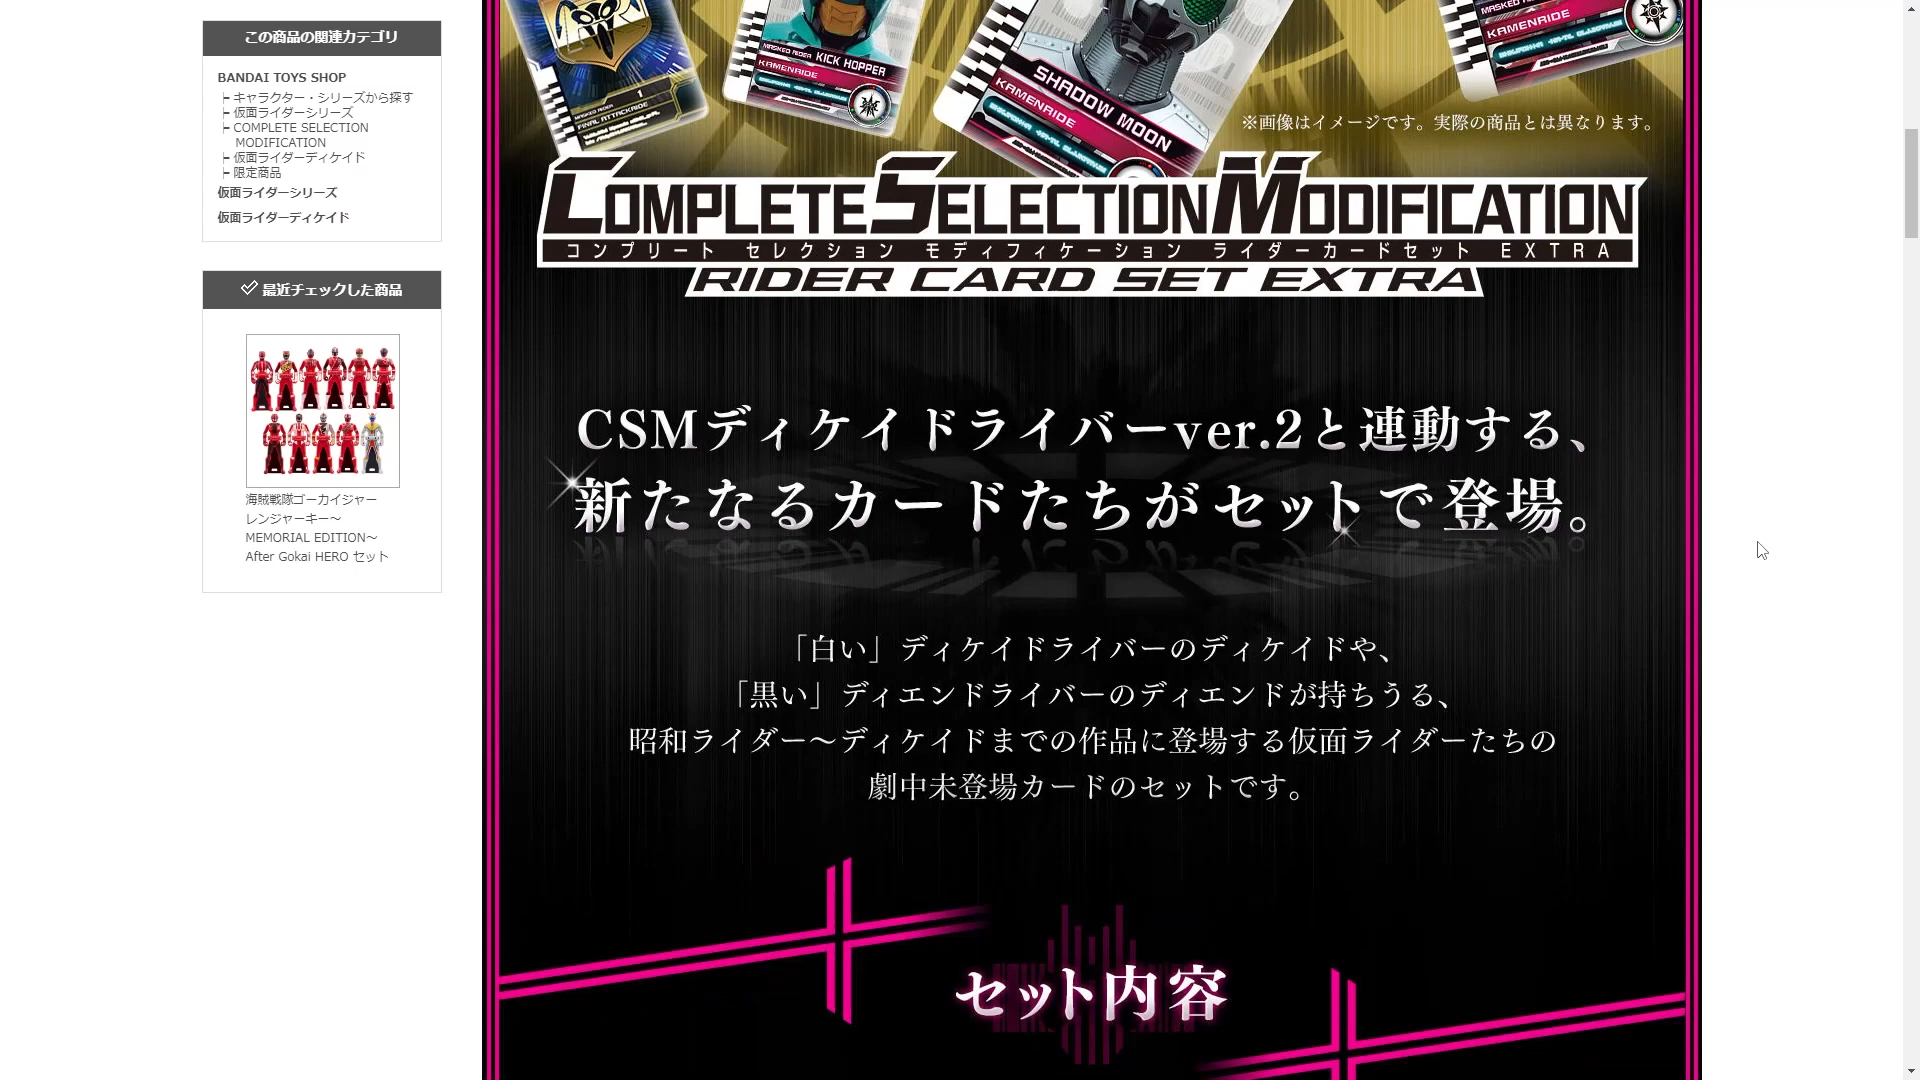 この商品の関連カテゴリ
BANDAI TOYS SHOP
キャラクター・シリーズから探す
仮面ライダーシリーズ
COMPLETE SELECTION
MODIFICATION
仮面ライダーディケイド
限定商品
仮面ライダーシリーズ
仮面ライダーディケイド
最近チェックした商品
海賊戦隊ゴーカイジャー
レンジャーキー～
MEMORIAL EDITION～
After Gokai HERO セット
MASKED RIDER
FINAL ATTACKRIDE
MASKED RIDER KICK HOPPER
KAMENRIDE
SHADOW MOON
KAMENRIDE
MASKED RIDER
KAMENRIDE
※画像はイメージです。実際の商品とは異なります。
COMPLETE SELECTION MODIFICATION
コンプリート セレクション モディフィケーション ライダーカードセット EXTRA
RIDER CARD SET EXTRA
CSMディケイドライバーver.2と連動する、
新たなるカードたちがセットで登場。
「白い」ディケイドライバーのディケイドや、
「黒い」ディエンドライバーのディエンドが持ちうる、
昭和ライダー～ディケイドまでの作品に登場する仮面ライダーたちの
劇中未登場カードのセットです。
セット内容